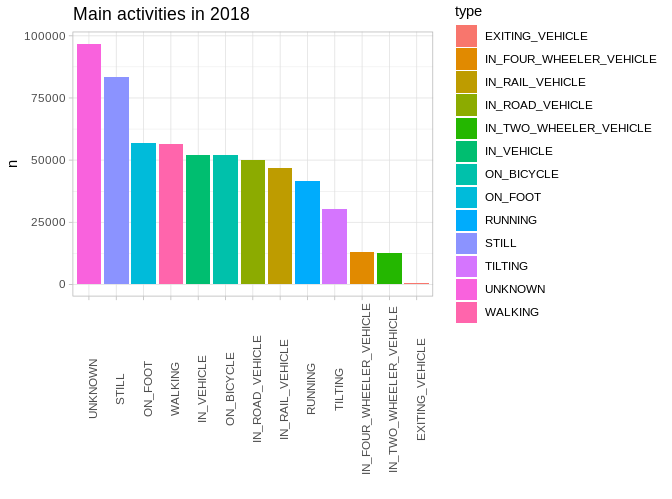 Main activities in 2018
n
100000
75000
50000
25000
0
UNKNOWN
STILL
ON_FOOT
WALKING
IN_VEHICLE
ON_BICYCLE
IN_ROAD_VEHICLE
IN_RAIL_VEHICLE
RUNNING
TILTING
IN_FOUR_WHEELER_VEHICLE
IN_TWO_WHEELER_VEHICLE
EXITING_VEHICLE
type
EXITING_VEHICLE
IN_FOUR_WHEELER_VEHICLE
IN_RAIL_VEHICLE
IN_ROAD_VEHICLE
IN_TWO_WHEELER_VEHICLE
IN_VEHICLE
ON_BICYCLE
ON_FOOT
RUNNING
STILL
TILTING
UNKNOWN
WALKING